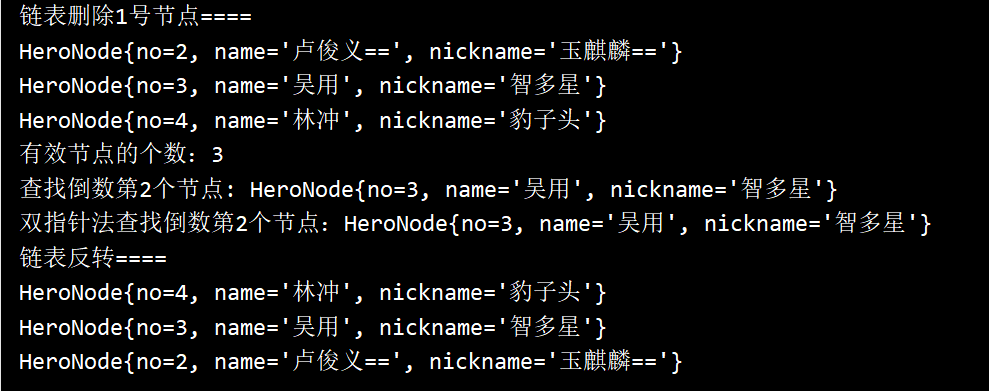 链表删除1号节点====
HeroNode{no=2, name='卢俊义==', nickname='玉麒麟=='}
HeroNode{no=3, name='吴用', nickname='智多星'}
HeroNode{no=4, name='林冲', nickname='豹子头'}
有效节点的个数：3
查找倒数第2个节点: HeroNode{no=3, name='吴用', nickname='智多星'}
双指针法查找倒数第2个节点：HeroNode{no=3, name='吴用', nickname='智多星'}
链表反转====
HeroNode{no=4, name='林冲', nickname='豹子头'}
HeroNode{no=3, name='吴用', nickname='智多星'}
HeroNode{no=2, name='卢俊义==', nickname='玉麒麟=='}